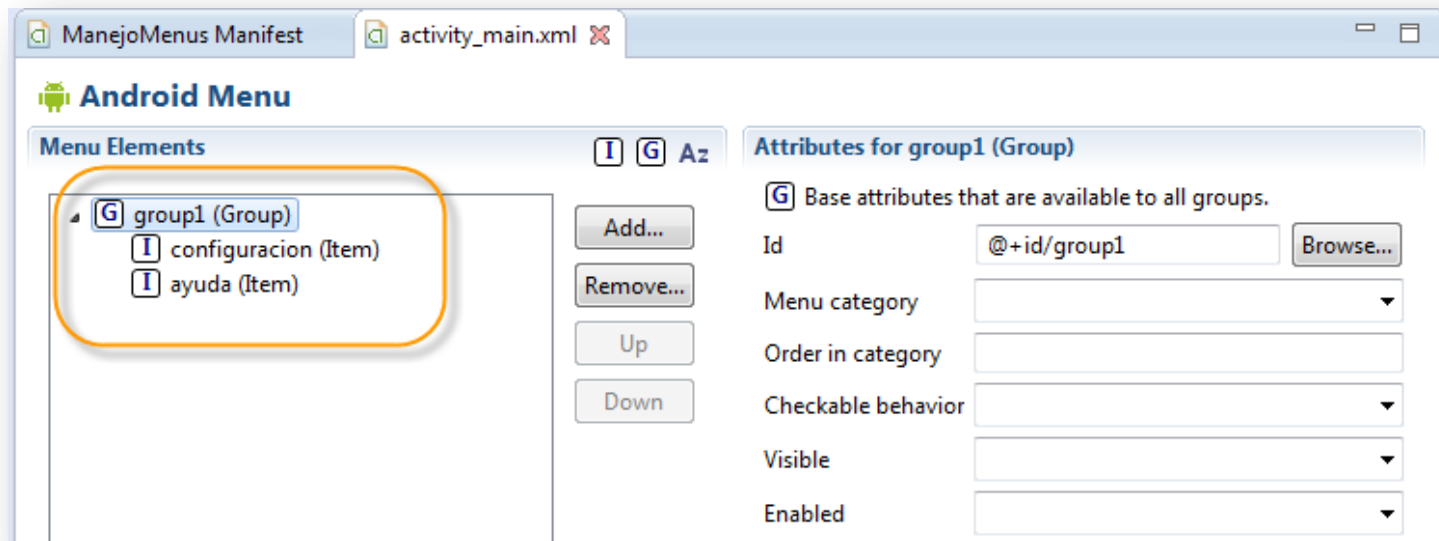 ManejoMenus Manifest
activity_main.xml
Android Menu
Menu Elements
I G Az
G group1 (Group)
I configuracion (Item)
I ayuda (Item)
Add...
Remove...
Up
Down
Attributes for group1 (Group)
G Base attributes that are available to all groups.
Id @+id/group1 Browse...
Menu category
Order in category
Checkable behavior
Visible
Enabled